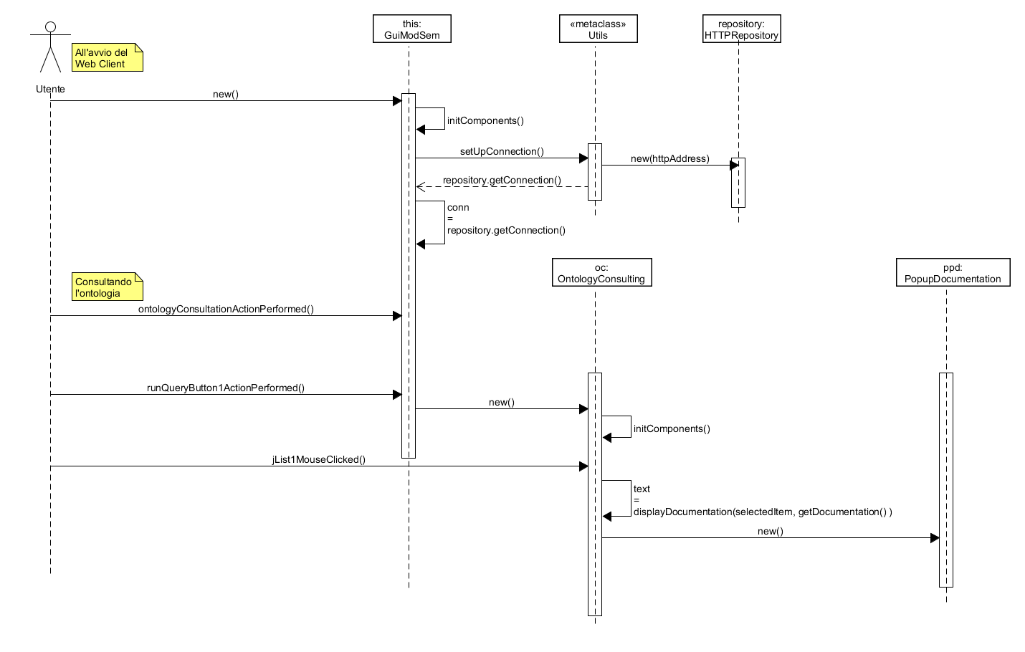 this:
GuiModSem
«metaclass»
Utils
repository:
HTTPRepository
All'avvio del
Web Client
Utente
new()
initComponents()
setUpConnection()
new(httpAddress)
repository.getConnection()
conn
=
repository.getConnection()
oc:
OntologyConsulting
ppd:
PopupDocumentation
Consultando
l'ontologia
ontologyConsultationActionPerformed()
runQueryButton1ActionPerformed()
new()
initComponents()
jList1MouseClicked()
text
=
displayDocumentation(selectedItem, getDocumentation() )
new()